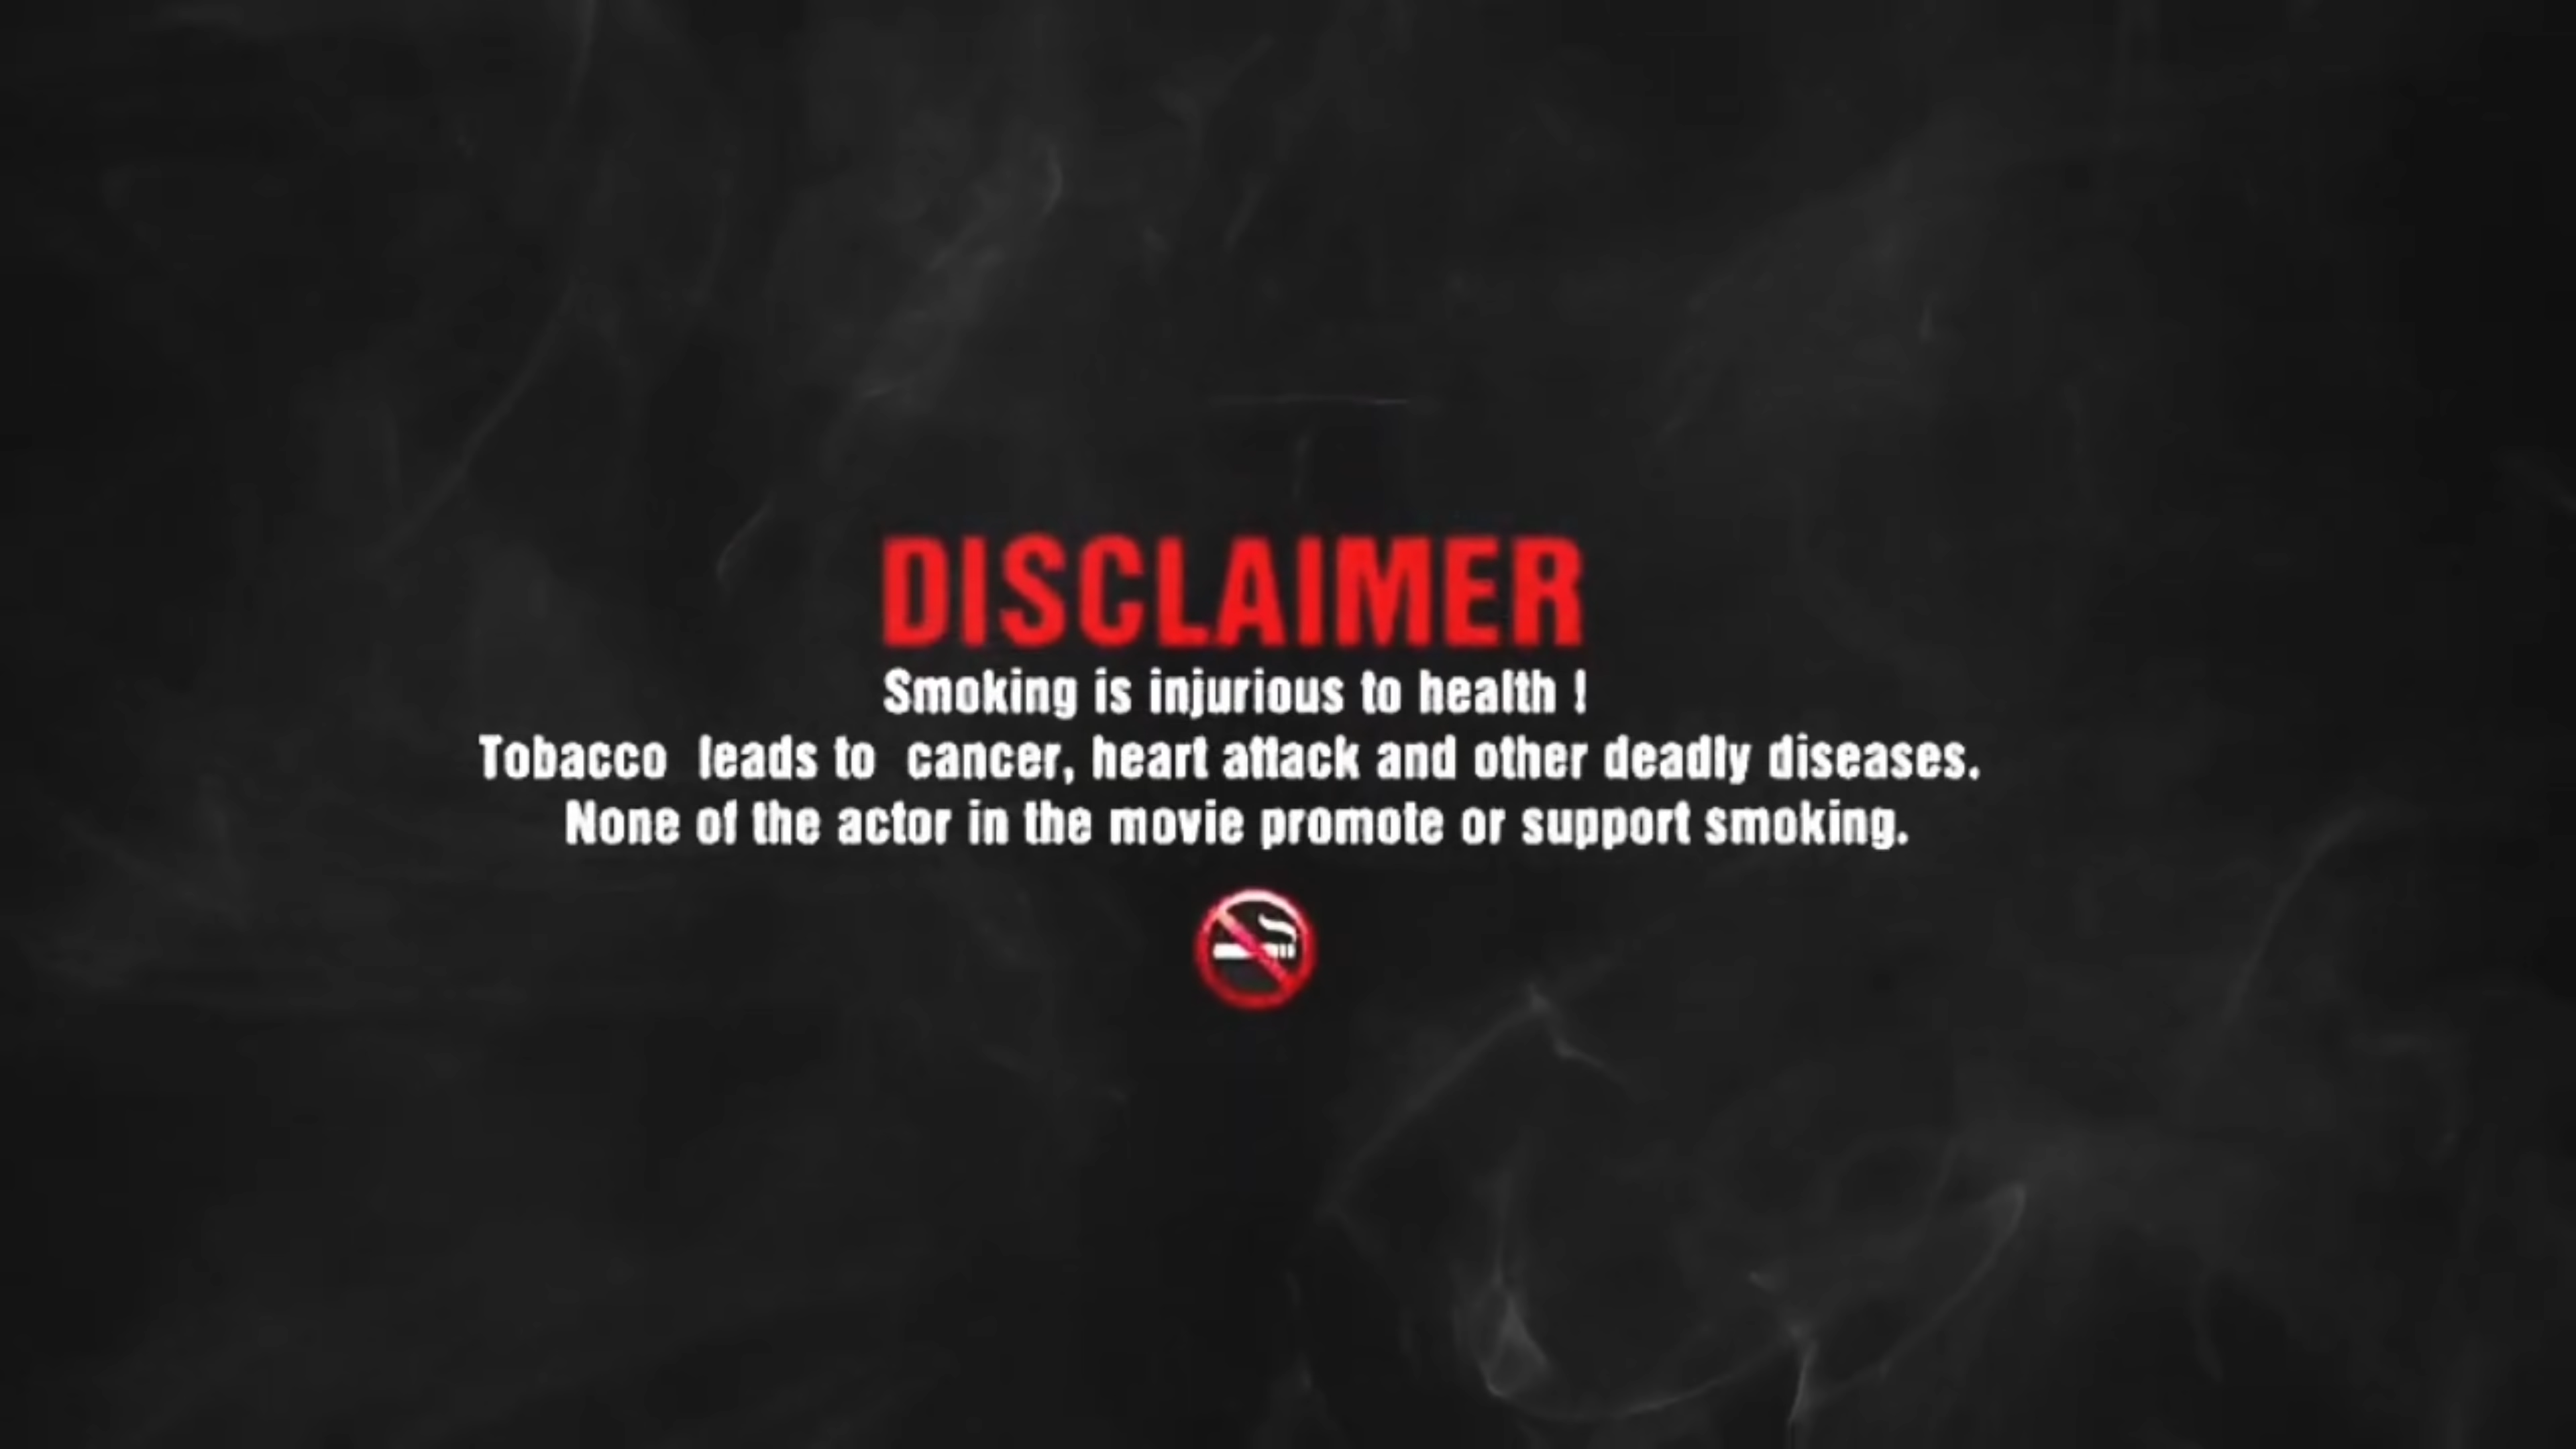 DISCLAIMER
Smoking is injurious to health !
Tobacco leads to cancer, heart attack and other deadly diseases.
None of the actor in the movie promote or support smoking.